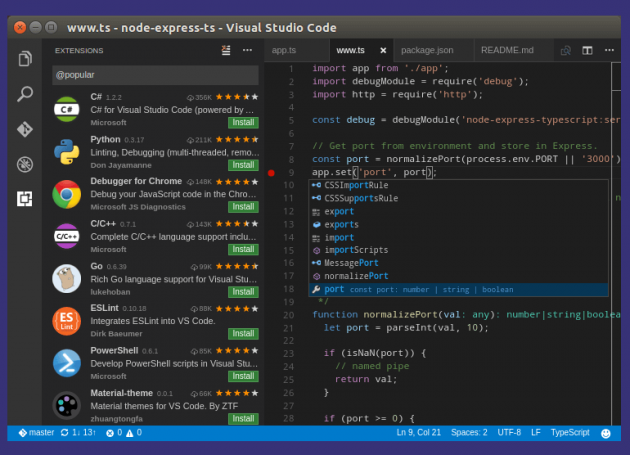 www.ts - node-express-ts - Visual Studio Code
EXTENSIONS
@popular
C# 1.2.2 356K
C# for Visual Studio Code (powered by ...
Microsoft Install
Python 0.3.17 211K
Linting, Debugging (multi-threaded, remo...
Don Jayamanne Install
Debugger for Chrome 148K
Debug your JavaScript code in the Chro...
Microsoft JS Diagnostics Install
C/C++ 0.7.1 143K
Complete C/C++ language support inclu...
Microsoft Install
Go 0.6.39 99K
Rich Go language support for Visual Stu...
lukehoban Install
ESLint 0.10.18 88K
Integrates ESLint into VS Code.
Dirk Baeumer Install
PowerShell 0.6.1 85K
Develop PowerShell scripts in Visual Stu...
Microsoft Install
Material-theme 0.0.1 66K
Material themes for VS Code. By ZTF
zhuangtongfa Install
C#
C/C++
ES
Lint
app.ts www.ts package.json README.md
1 import app from './app';
2 import debugModule = require('debug');
3 import http = require('http');
4
5 const debug = debugModule('node-express-typescript:ser
6
7 // Get port from environment and store in Express.
8 const port = normalizePort(process.env.PORT || '3000')
9 app.set('port', port);
10 CSSImportRule
11 CSSSupportsRule
12 export
13 exports
14 import
15 importScripts
16 MessagePort
17 normalizePort
18 port const port: number | string | boolean
19 */
20 function normalizePort(val: any): number|string|boolea
21 let port = parseInt(val, 10);
22
23 if (isNaN(port)) {
24 // named pipe
25 return val;
26 }
27
28 if (port >= 0) {
master 1↓ 13↑ 0 0 Ln 9, Col 21 Spaces: 2 UTF-8 LF TypeScript